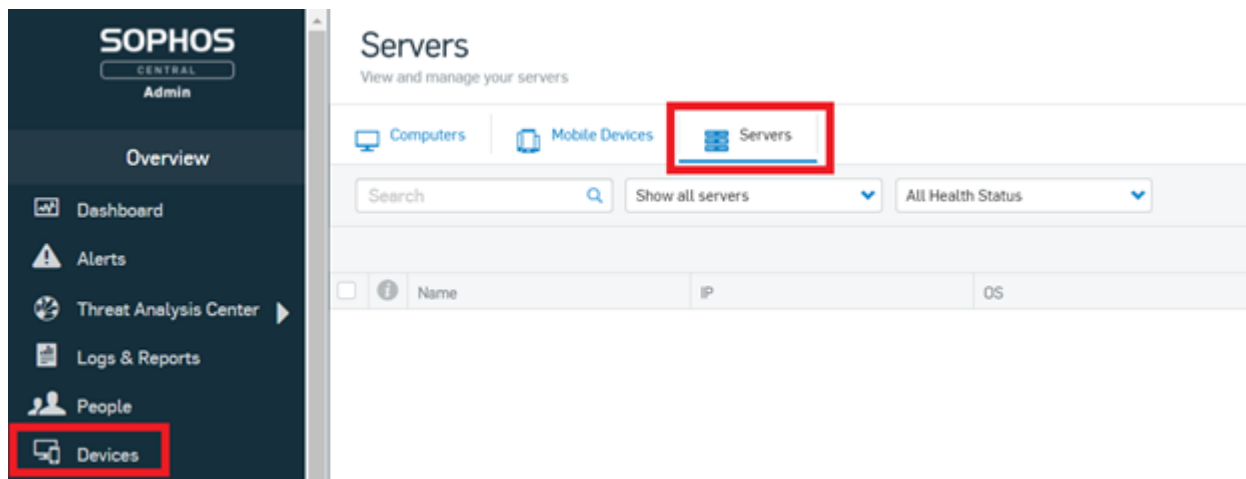 SOPHOS
CENTRAL
Admin
Overview
Dashboard
Alerts
Threat Analysis Center
Logs & Reports
People
Devices
Servers
View and manage your servers
Computers
Mobile Devices
Servers
Search
Show all servers
All Health Status
Name
IP
OS